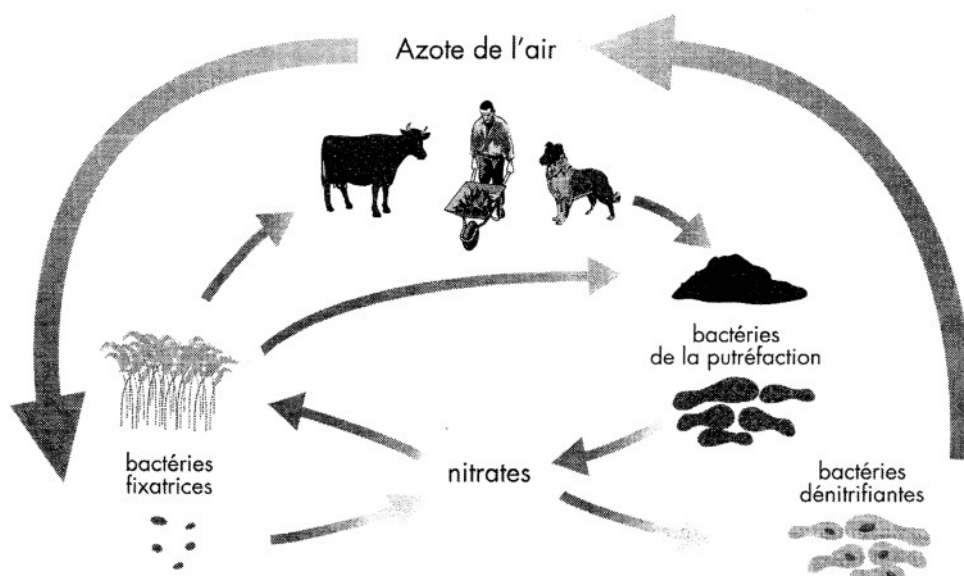 Azote de l'air
bactéries
de la putréfaction
bactéries
fixatrices
nitrates
bactéries
dénitrifiantes